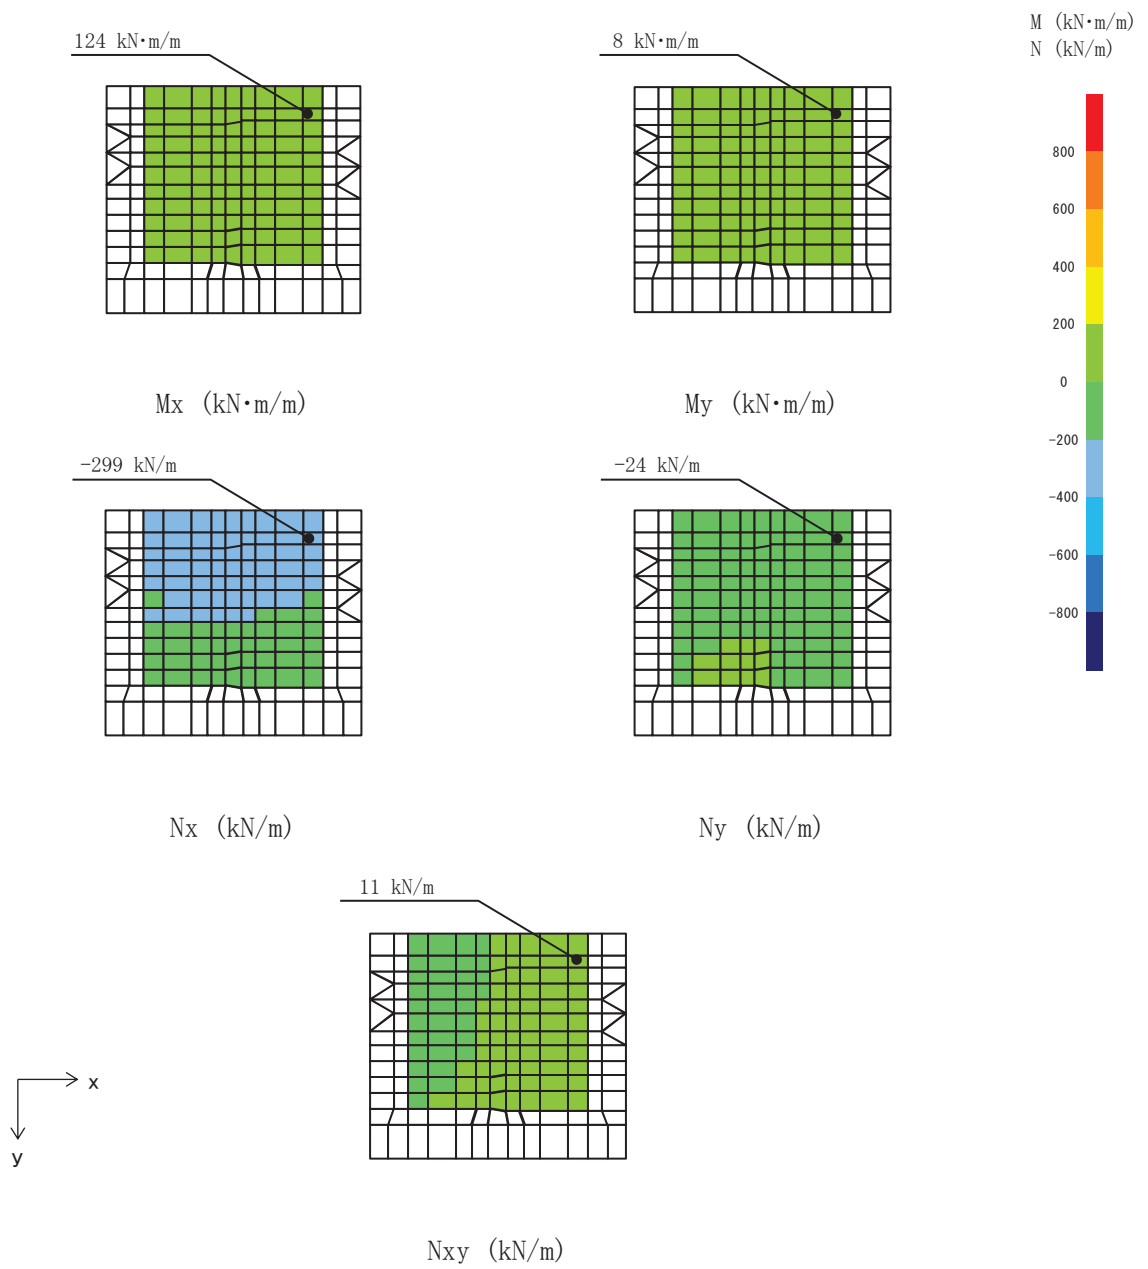 M (kN·m/m)
N (kN/m)
124 kN·m/m
8 kN·m/m
Mx (kN·m/m)
My (kN·m/m)
800
600
400
200
0
-200
-400
-600
-800
-299 kN/m
-24 kN/m
Nx (kN/m)
Ny (kN/m)
11 kN/m
x
y
Nxy (kN/m)